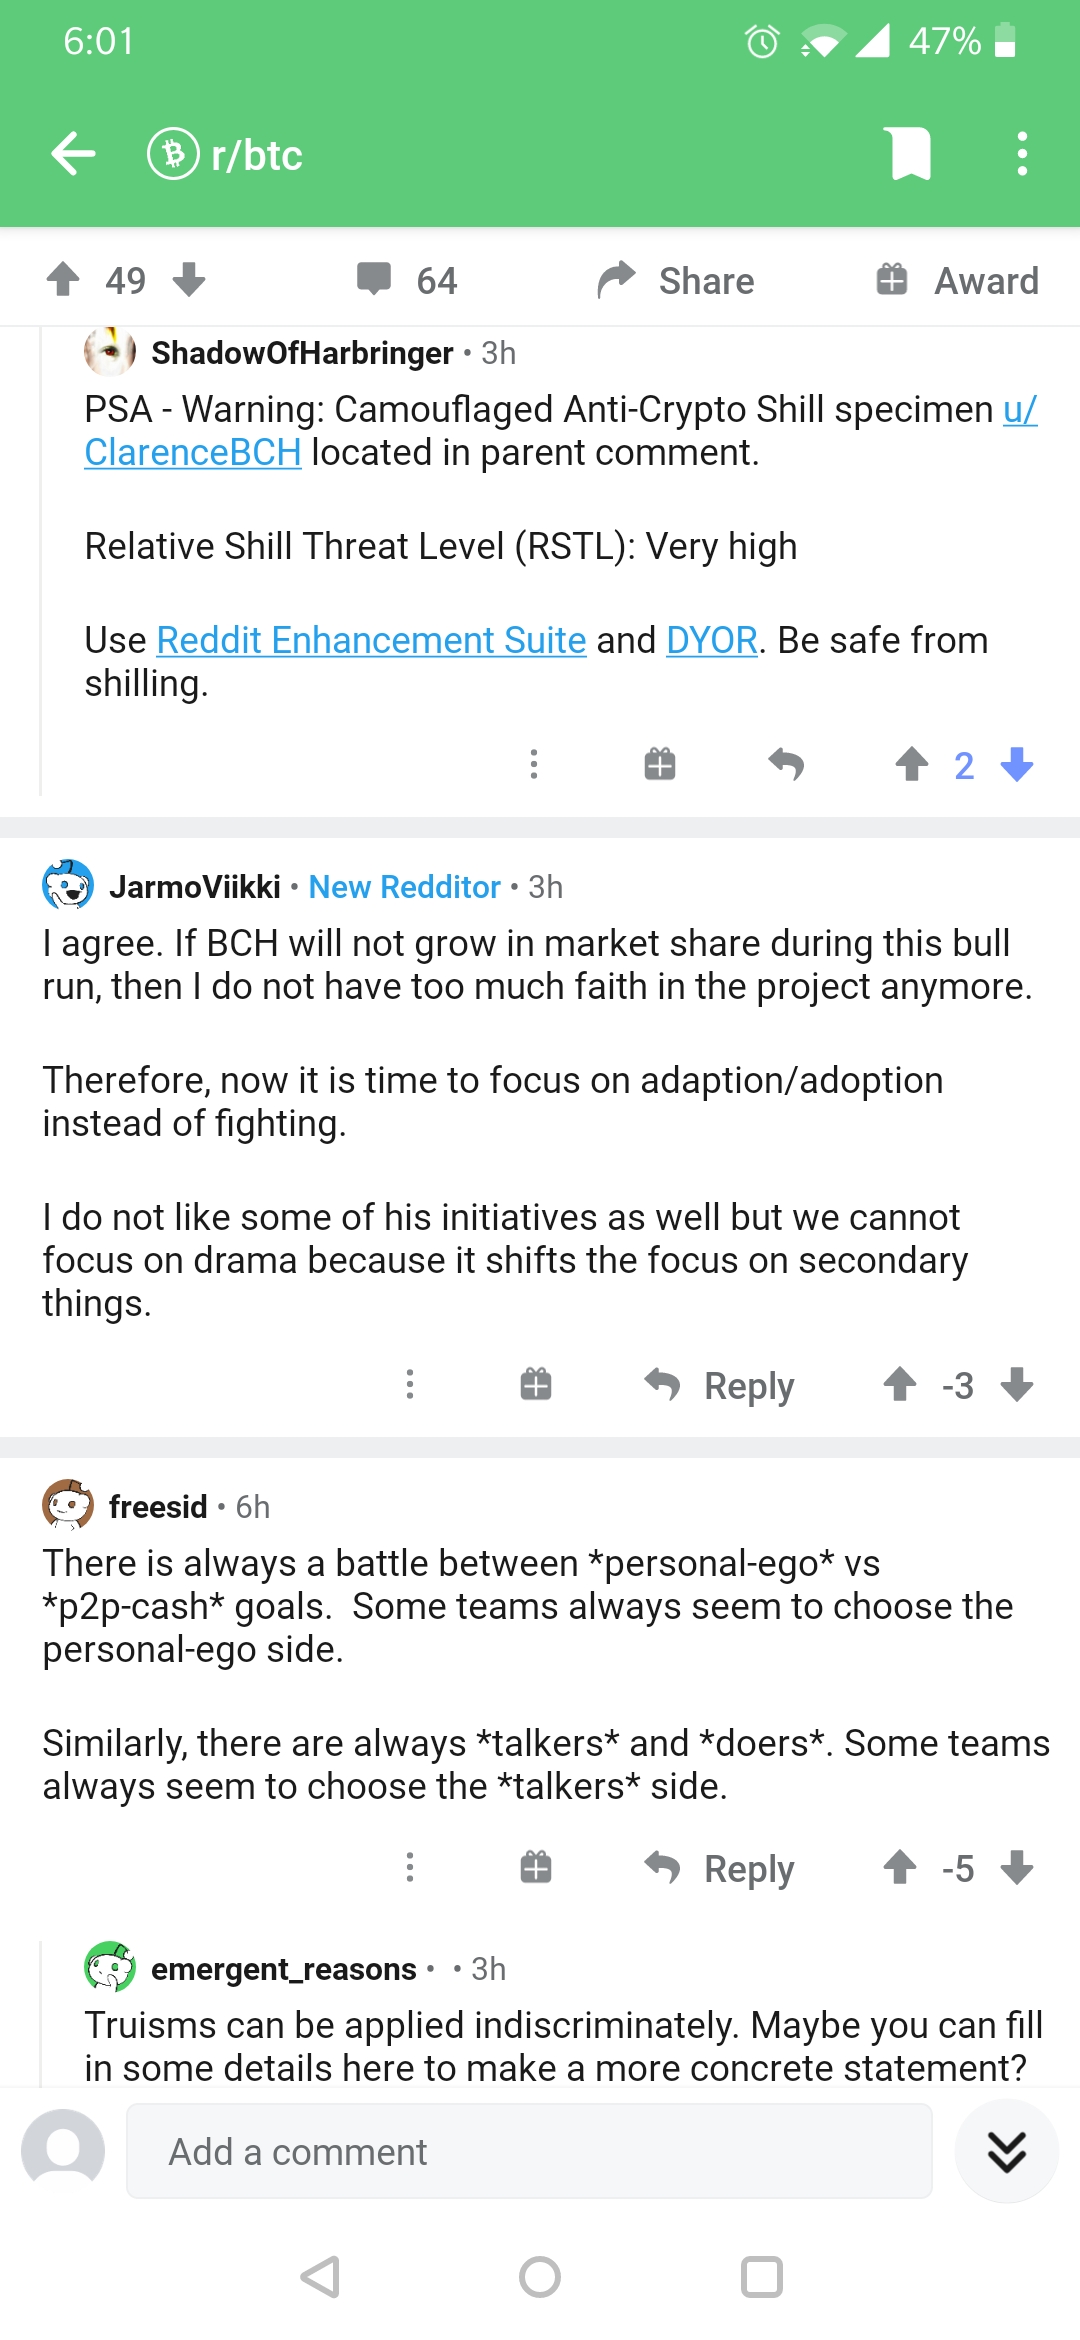 6:01
47%
r/btc
49
64
Share
Award
ShadowOfHarbringer • 3h
PSA - Warning: Camouflaged Anti-Crypto Shill specimen u/
ClarenceBCH located in parent comment.
Relative Shill Threat Level (RSTL): Very high
Use Reddit Enhancement Suite and DYOR. Be safe from
shilling.
2
JarmoViikki • New Redditor • 3h
I agree. If BCH will not grow in market share during this bull
run, then I do not have too much faith in the project anymore.
Therefore, now it is time to focus on adaption/adoption
instead of fighting.
I do not like some of his initiatives as well but we cannot
focus on drama because it shifts the focus on secondary
things.
Reply
-3
freesid • 6h
There is always a battle between *personal-ego* vs
*p2p-cash* goals.  Some teams always seem to choose the
personal-ego side.
Similarly, there are always *talkers* and *doers*. Some teams
always seem to choose the *talkers* side.
Reply
-5
emergent_reasons • • 3h
Truisms can be applied indiscriminately. Maybe you can fill
in some details here to make a more concrete statement?
Add a comment